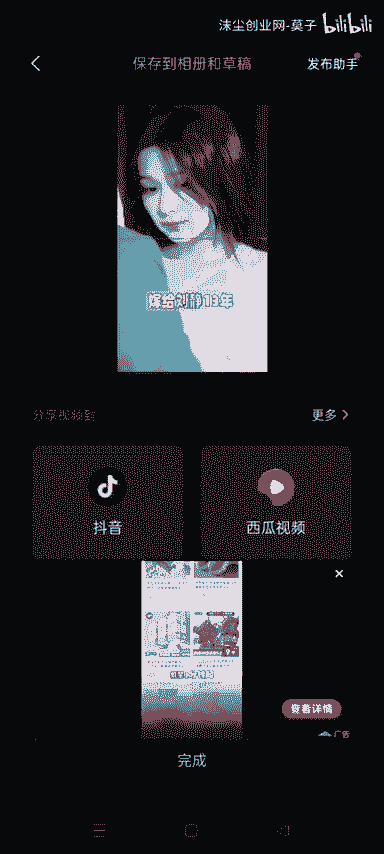 沫尘创业网-莫子 bilibili
保存到相册和草稿
发布助手
嫁给刘静13年
分享视频到
更多
抖音
西瓜视频
查看详情
广告
完成